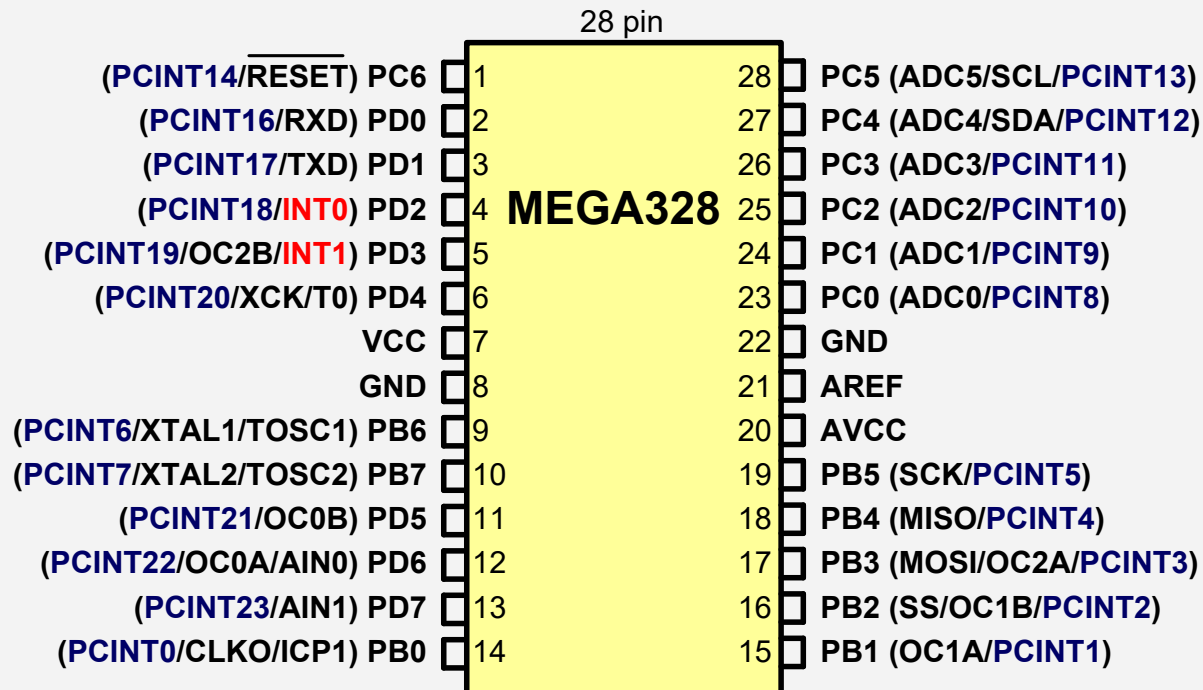 28 pin
MEGA328
(PCINT14/RESET) PC6 1
(PCINT16/RXD) PD0 2
(PCINT17/TXD) PD1 3
(PCINT18/INT0) PD2 4
(PCINT19/OC2B/INT1) PD3 5
(PCINT20/XCK/T0) PD4 6
VCC 7
GND 8
(PCINT6/XTAL1/TOSC1) PB6 9
(PCINT7/XTAL2/TOSC2) PB7 10
(PCINT21/OC0B) PD5 11
(PCINT22/OC0A/AIN0) PD6 12
(PCINT23/AIN1) PD7 13
(PCINT0/CLKO/ICP1) PB0 14
28 PC5 (ADC5/SCL/PCINT13)
27 PC4 (ADC4/SDA/PCINT12)
26 PC3 (ADC3/PCINT11)
25 PC2 (ADC2/PCINT10)
24 PC1 (ADC1/PCINT9)
23 PC0 (ADC0/PCINT8)
22 GND
21 AREF
20 AVCC
19 PB5 (SCK/PCINT5)
18 PB4 (MISO/PCINT4)
17 PB3 (MOSI/OC2A/PCINT3)
16 PB2 (SS/OC1B/PCINT2)
15 PB1 (OC1A/PCINT1)